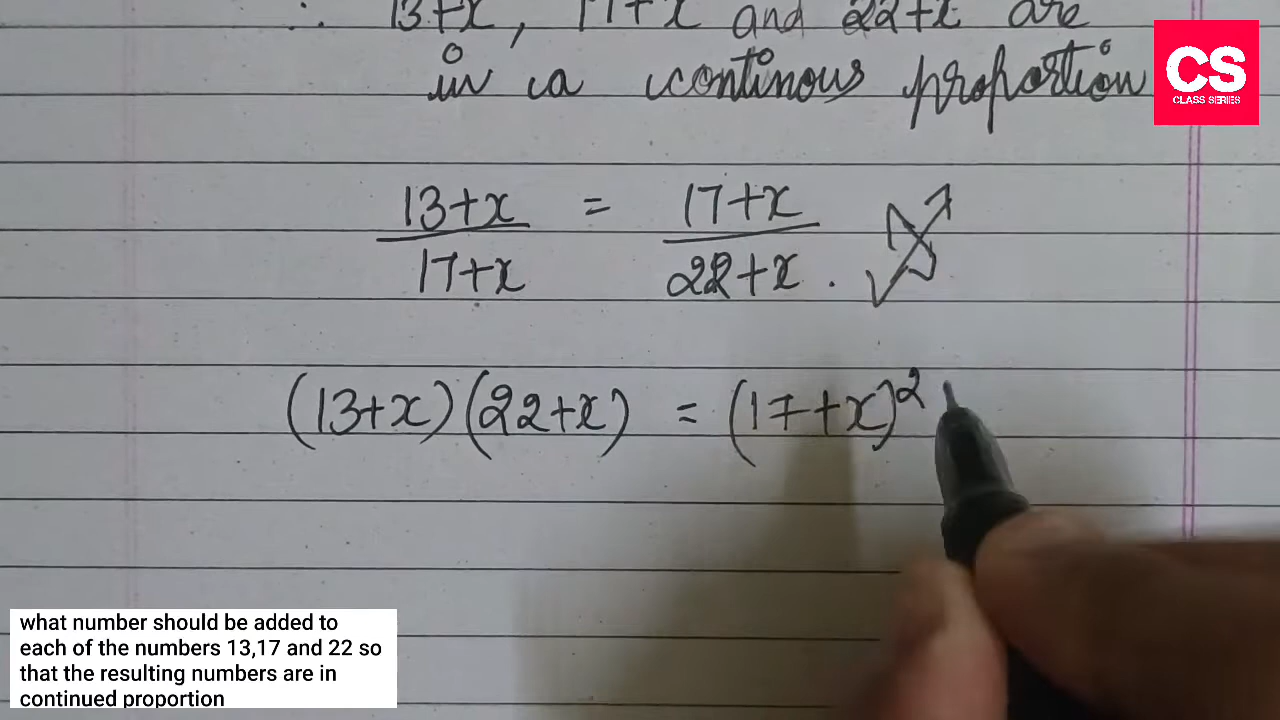 ∴ 13+x, 17+x and 22+x are
in a continous proportion
CS
CLASS SERIES
13+x = 17+x
17+x 22+x .
(13+x)(22+x) = (17+x)²
what number should be added to
each of the numbers 13,17 and 22 so
that the resulting numbers are in
continued proportion